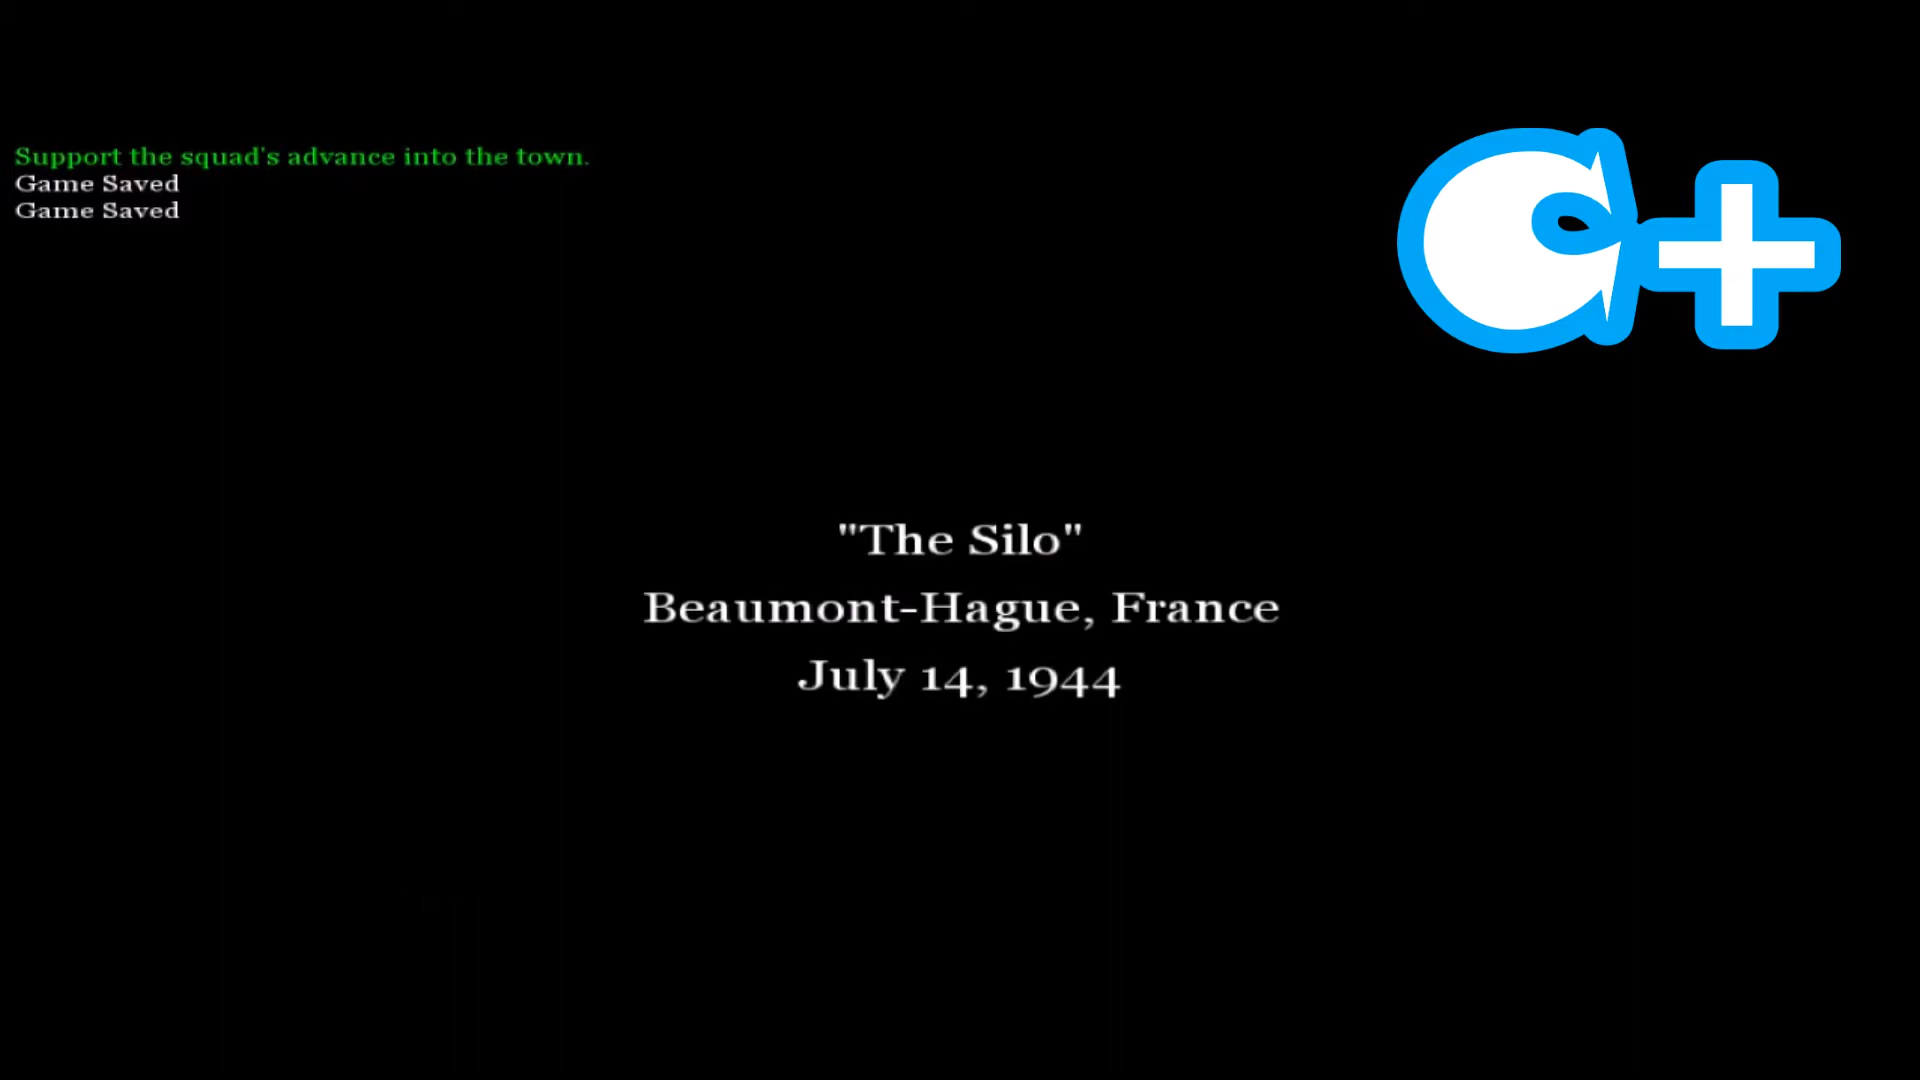 Support the squad's advance into the town.
Game Saved
Game Saved
C+
"The Silo"
Beaumont-Hague, France
July 14, 1944